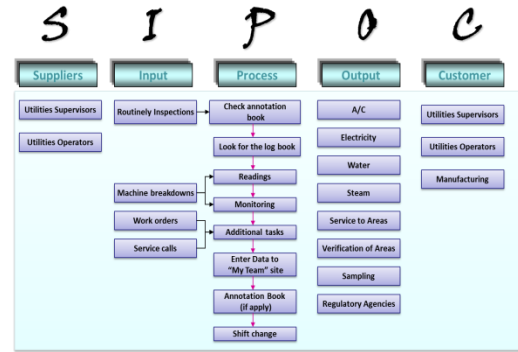 S I P O C
Suppliers Input Process Output Customer
Utilities Supervisors
Utilities Operators
Routinely Inspections
Machine breakdowns
Work orders
Service calls
Check annotation
book
Look for the log book
Readings
Monitoring
Additional tasks
Enter Data to
"My Team" site
Annotation Book
(if apply)
Shift change
A/C
Electricity
Water
Steam
Service to Areas
Verification of Areas
Sampling
Regulatory Agencies
Utilities Supervisors
Utilities Operators
Manufacturing